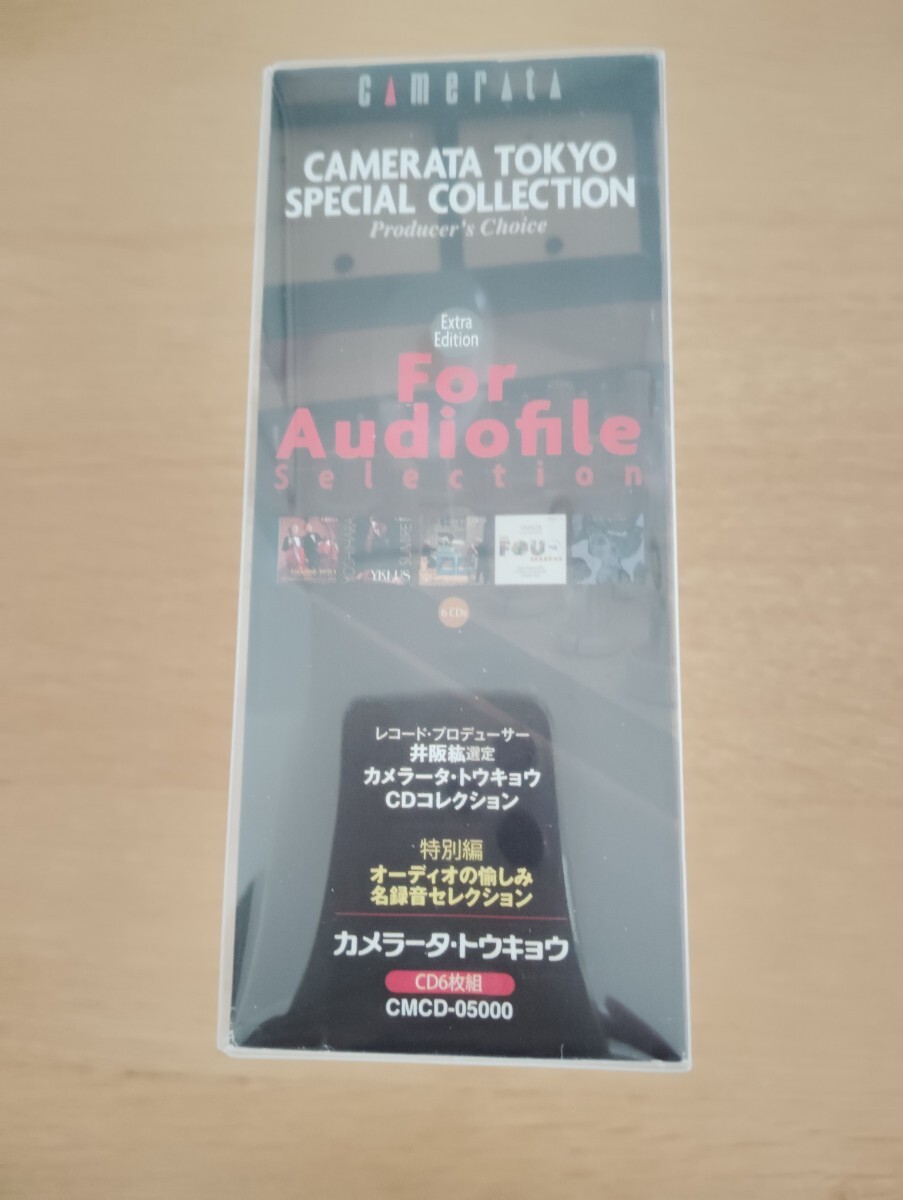 camerata
CAMERATA TOKYO
SPECIAL COLLECTION
Producer's Choice
Extra
Edition
For
Audiofile
Selection
FOU
6 CDs
レコード・プロデューサー
井阪紘選定
カメラータ・トウキョウ
CDコレクション
特別編
オーディオの愉しみ
名録音セレクション
カメラータ・トウキョウ
CD6枚組
CMCD-05000